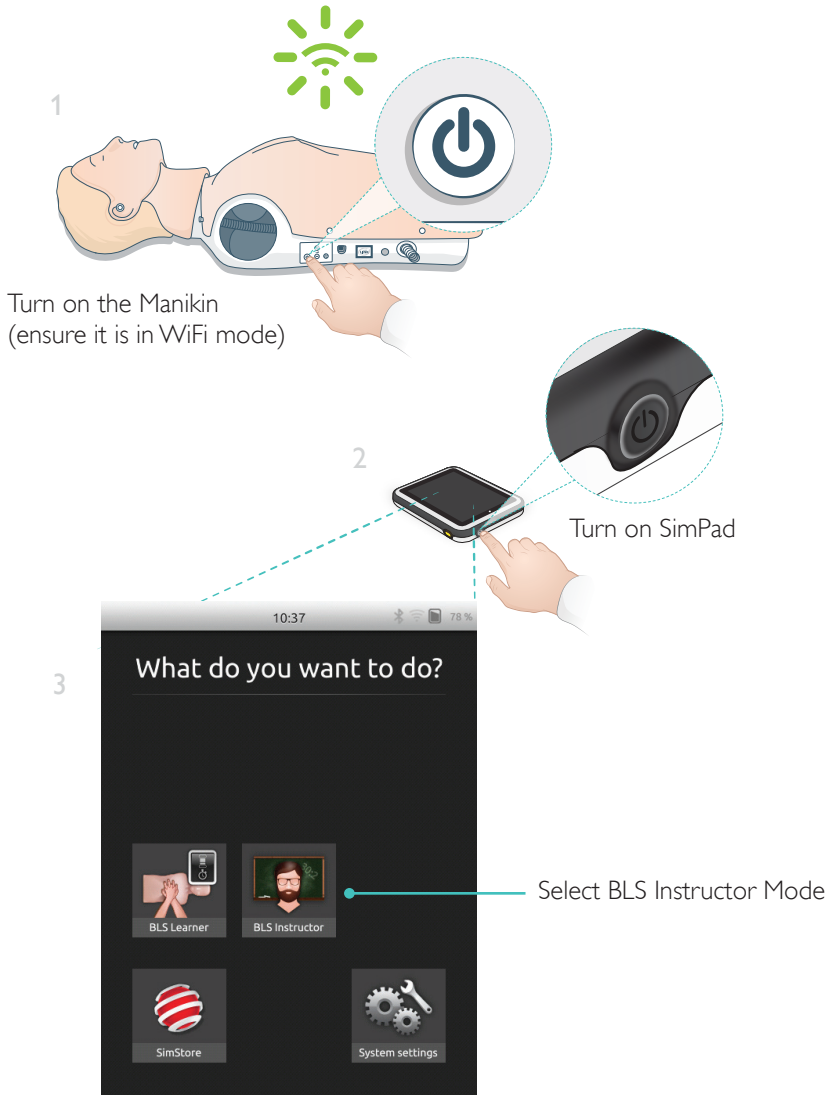 1
Turn on the Manikin
(ensure it is in WiFi mode)
2
Turn on SimPad
10:37
78 %
3
What do you want to do?
BLS Learner
BLS Instructor
Select BLS Instructor Mode
SimStore
System settings